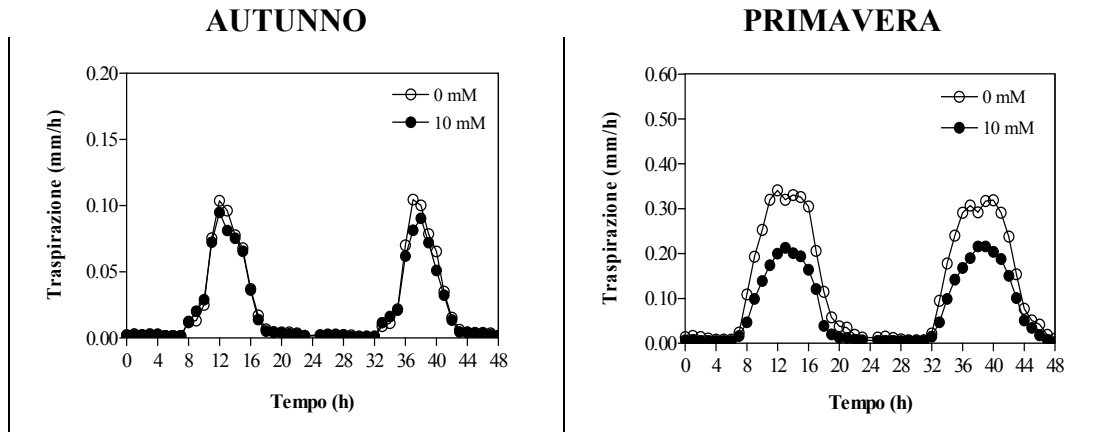 AUTUNNO
0.20
0.15
0.10
0.05
0.00
Traspirazione (mm/h)
0 mM
10 mM
0 4 8 12 16 20 24 28 32 36 40 44 48
Tempo (h)
PRIMAVERA
0.60
0.50
0.40
0.30
0.20
0.10
0.00
Traspirazione (mm/h)
0 mM
10 mM
0 4 8 12 16 20 24 28 32 36 40 44 48
Tempo (h)